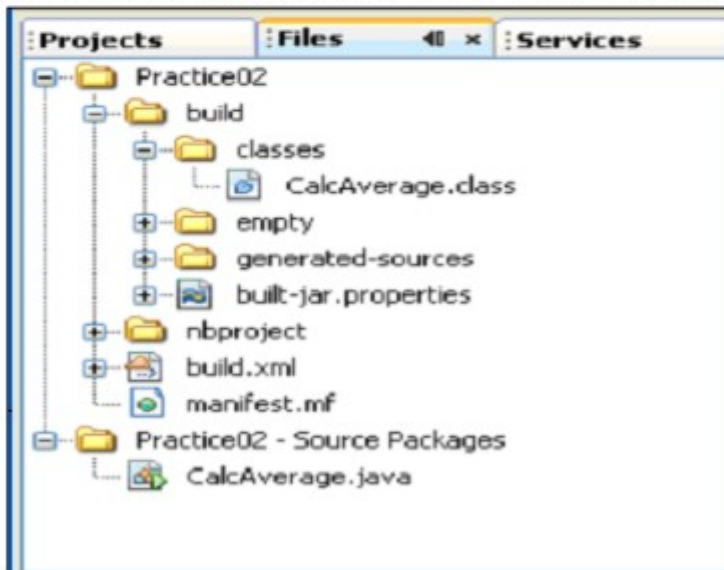 Projects Files Services
Practice02
build
classes
CalcAverage.class
empty
generated-sources
built-jar.properties
nbproject
build.xml
manifest.mf
Practice02 - Source Packages
CalcAverage.java